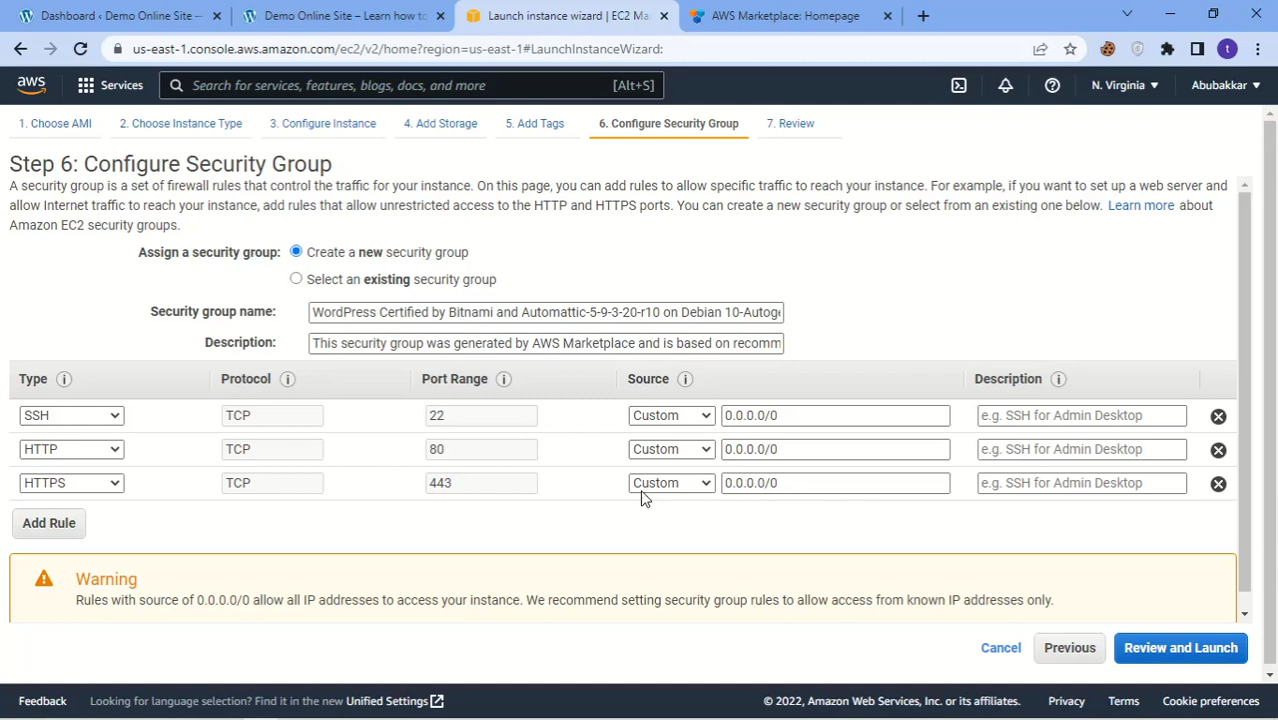 Dashboard ‹ Demo Online Site —
Demo Online Site – Learn how to
Launch instance wizard | EC2 Ma
AWS Marketplace: Homepage
us-east-1.console.aws.amazon.com/ec2/v2/home?region=us-east-1#LaunchInstanceWizard:
t
aws
Services
Search for services, features, blogs, docs, and more
[Alt+S]
N. Virginia
Abubakkar
1. Choose AMI
2. Choose Instance Type
3. Configure Instance
4. Add Storage
5. Add Tags
6. Configure Security Group
7. Review
Step 6: Configure Security Group
A security group is a set of firewall rules that control the traffic for your instance. On this page, you can add rules to allow specific traffic to reach your instance. For example, if you want to set up a web server and
allow Internet traffic to reach your instance, add rules that allow unrestricted access to the HTTP and HTTPS ports. You can create a new security group or select from an existing one below. Learn more about
Amazon EC2 security groups.
Assign a security group:
Create a new security group
Select an existing security group
Security group name:
WordPress Certified by Bitnami and Automattic-5-9-3-20-r10 on Debian 10-Autoge
Description:
This security group was generated by AWS Marketplace and is based on recomm
Type
Protocol
Port Range
Source
Description
SSH
TCP
22
Custom
0.0.0.0/0
e.g. SSH for Admin Desktop
HTTP
TCP
80
Custom
0.0.0.0/0
e.g. SSH for Admin Desktop
HTTPS
TCP
443
Custom
0.0.0.0/0
e.g. SSH for Admin Desktop
Add Rule
Warning
Rules with source of 0.0.0.0/0 allow all IP addresses to access your instance. We recommend setting security group rules to allow access from known IP addresses only.
Cancel
Previous
Review and Launch
Feedback
Looking for language selection? Find it in the new Unified Settings
© 2022, Amazon Web Services, Inc. or its affiliates.
Privacy
Terms
Cookie preferences